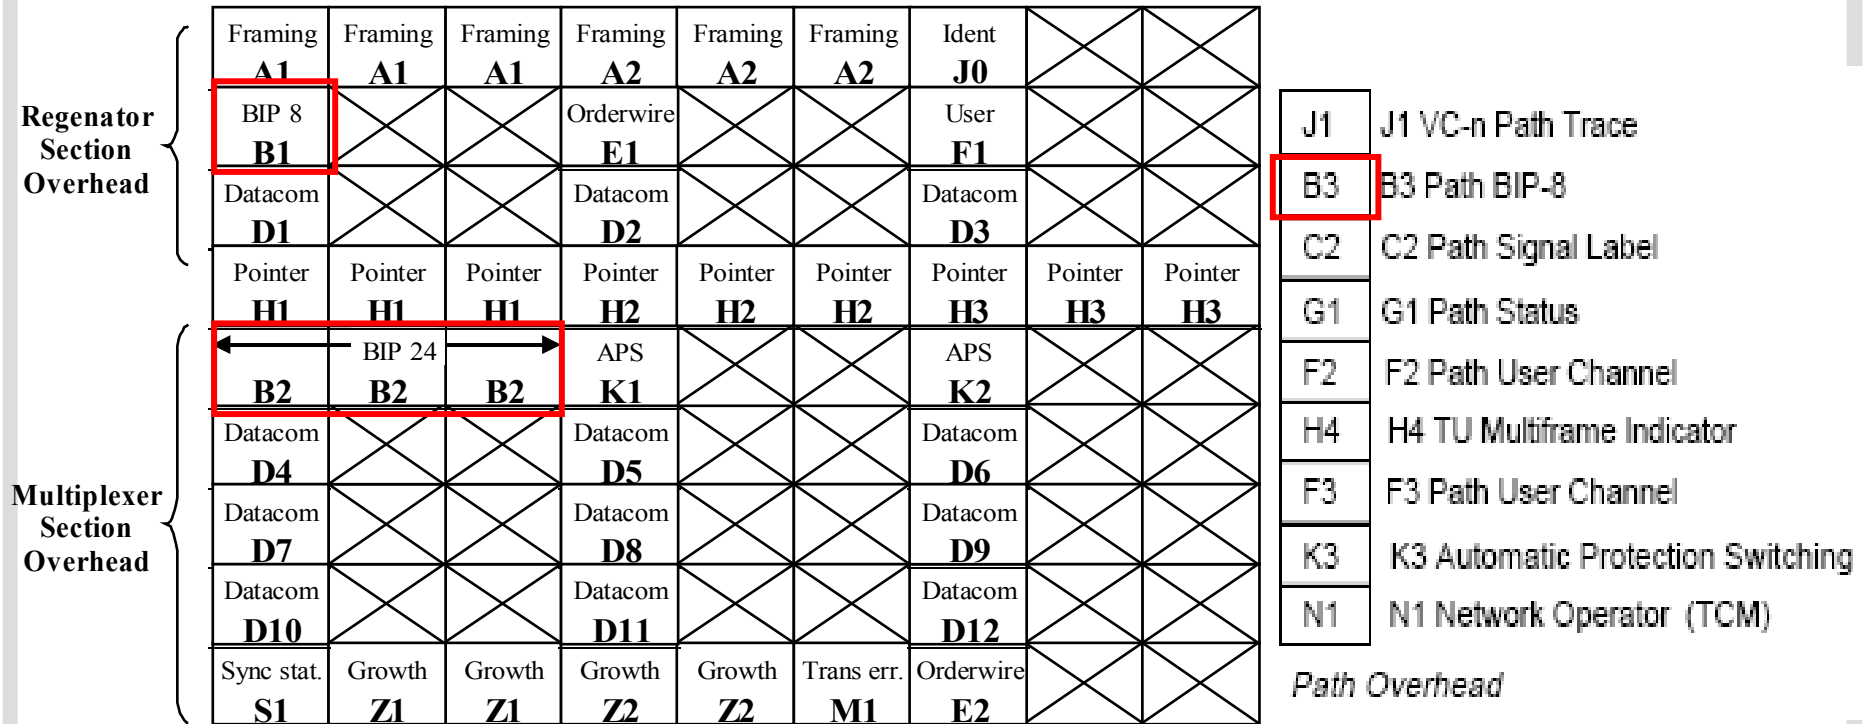 Framing Framing Framing Framing Framing Framing Ident
A1 A1 A1 A2 A2 A2 J0
Regenator
Section
Overhead
BIP 8 Orderwire User
B1 E1 F1
Datacom Datacom Datacom
D1 D2 D3
Pointer Pointer Pointer Pointer Pointer Pointer Pointer Pointer Pointer
H1 H1 H1 H2 H2 H2 H3 H3 H3
Multiplexer
Section
Overhead
BIP 24 APS APS
B2 B2 B2 K1 K2
Datacom Datacom Datacom
D4 D5 D6
Datacom Datacom Datacom
D7 D8 D9
Datacom Datacom Datacom
D10 D11 D12
Sync stat. Growth Growth Growth Growth Trans err. Orderwire
S1 Z1 Z1 Z2 Z2 M1 E2
J1 J1 VC-n Path Trace
B3 B3 Path BIP-8
C2 C2 Path Signal Label
G1 G1 Path Status
F2 F2 Path User Channel
H4 H4 TU Multiframe Indicator
F3 F3 Path User Channel
K3 K3 Automatic Protection Switching
N1 N1 Network Operator (TCM)
Path Overhead